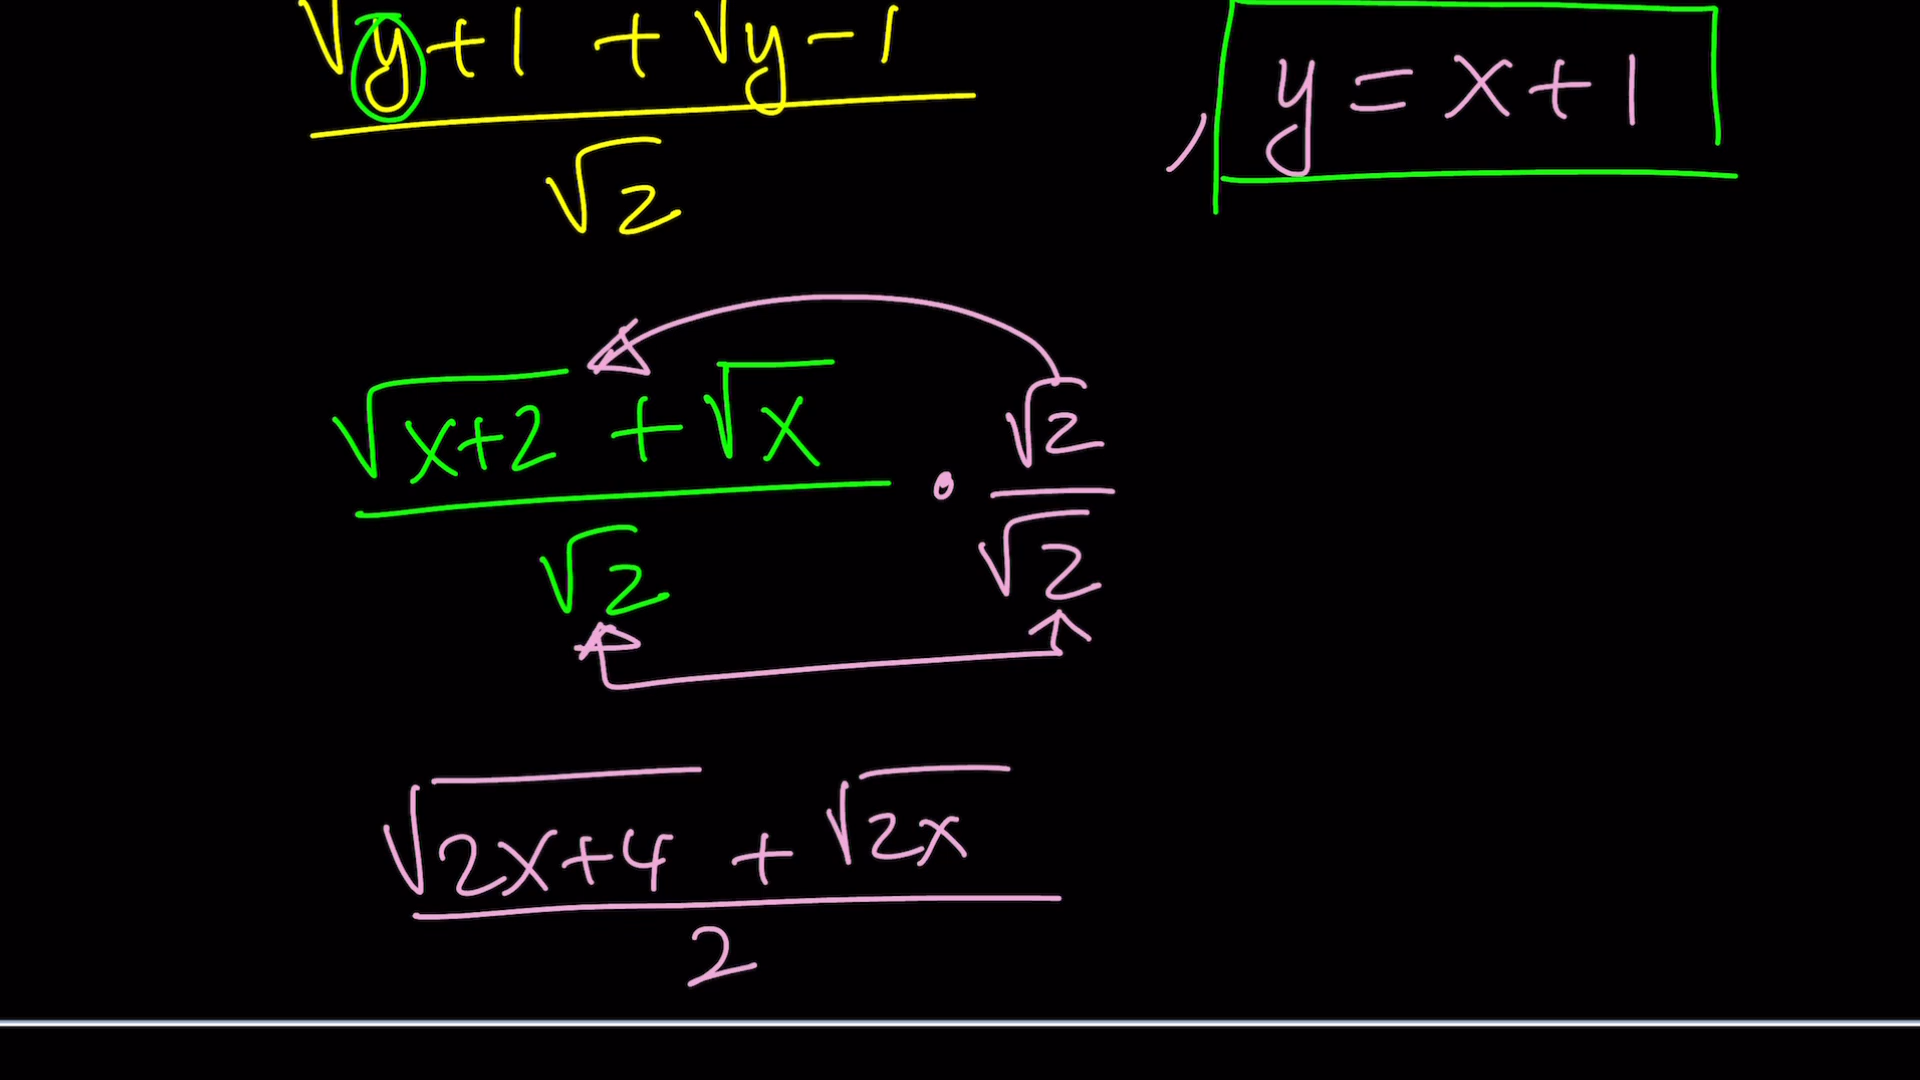 √y+1 + √y-1
√2
, y = x+1
√x+2 + √x
√2
· √2
√2
√2x+4 + √2x
2